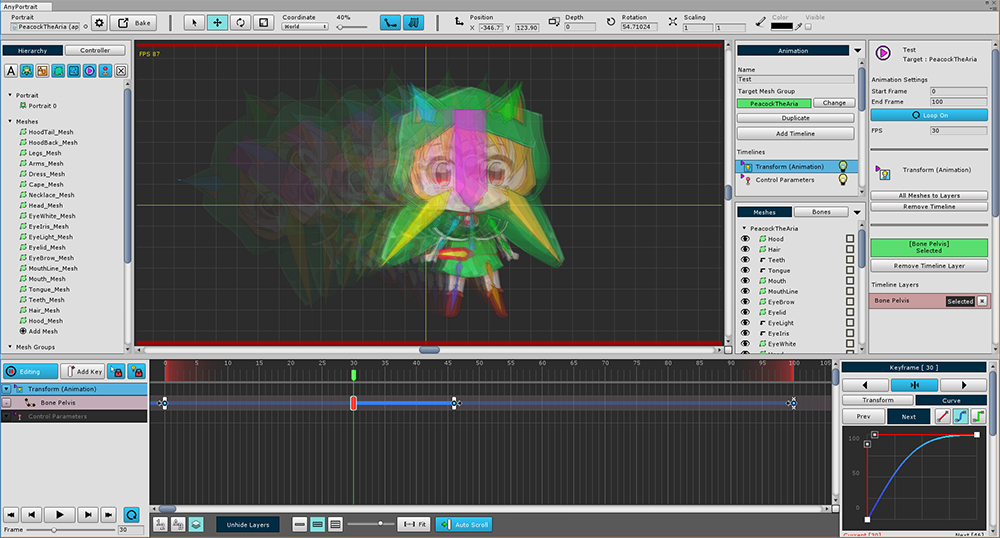 AnyPortrait
Portrait
PeacockTheAria (ap
Bake
Coordinate
World
40%
Position
X -346.7 Y 123.90
Depth
0
Rotation
54.71024
Scaling
1 1
Color
Visible
Hierarchy
Controller
Portrait
Portrait 0
Meshes
HoodTail_Mesh
HoodBack_Mesh
Legs_Mesh
Arms_Mesh
Dress_Mesh
Cape_Mesh
Necklace_Mesh
Head_Mesh
EyeWhite_Mesh
EyeIris_Mesh
EyeLight_Mesh
Eyelid_Mesh
EyeBrow_Mesh
MouthLine_Mesh
Mouth_Mesh
Tongue_Mesh
Teeth_Mesh
Hair_Mesh
Hood_Mesh
Add Mesh
Mesh Groups
FPS 87
Animation
Name
Test
Target Mesh Group
PeacockTheAria Change
Duplicate
Add Timeline
Timelines
Transform (Animation)
Control Parameters
Meshes
Bones
PeacockTheAria
Hood
Hair
Teeth
Tongue
Mouth
MouthLine
EyeBrow
Eyelid
EyeLight
EyeIris
EyeWhite
Test
Target : PeacockTheAria
Animation Settings
Start Frame 0
End Frame 100
Loop On
FPS 30
Transform (Animation)
All Meshes to Layers
Remove Timeline
[Bone Pelvis]
Selected
Remove Timeline Layer
Timeline Layers
Bone Pelvis Selected
Editing
Add Key
Transform (Animation)
Bone Pelvis
Control Parameters
Frame 30
5 10 15 20 25 30 35 40 45 50 55 60 65 70 75 80 85 90 95 100 105
Unhide Layers
Fit
Auto Scroll
Keyframe [ 30 ]
Transform
Curve
Prev
Next
100
50
0
Current [30]
Next [46]